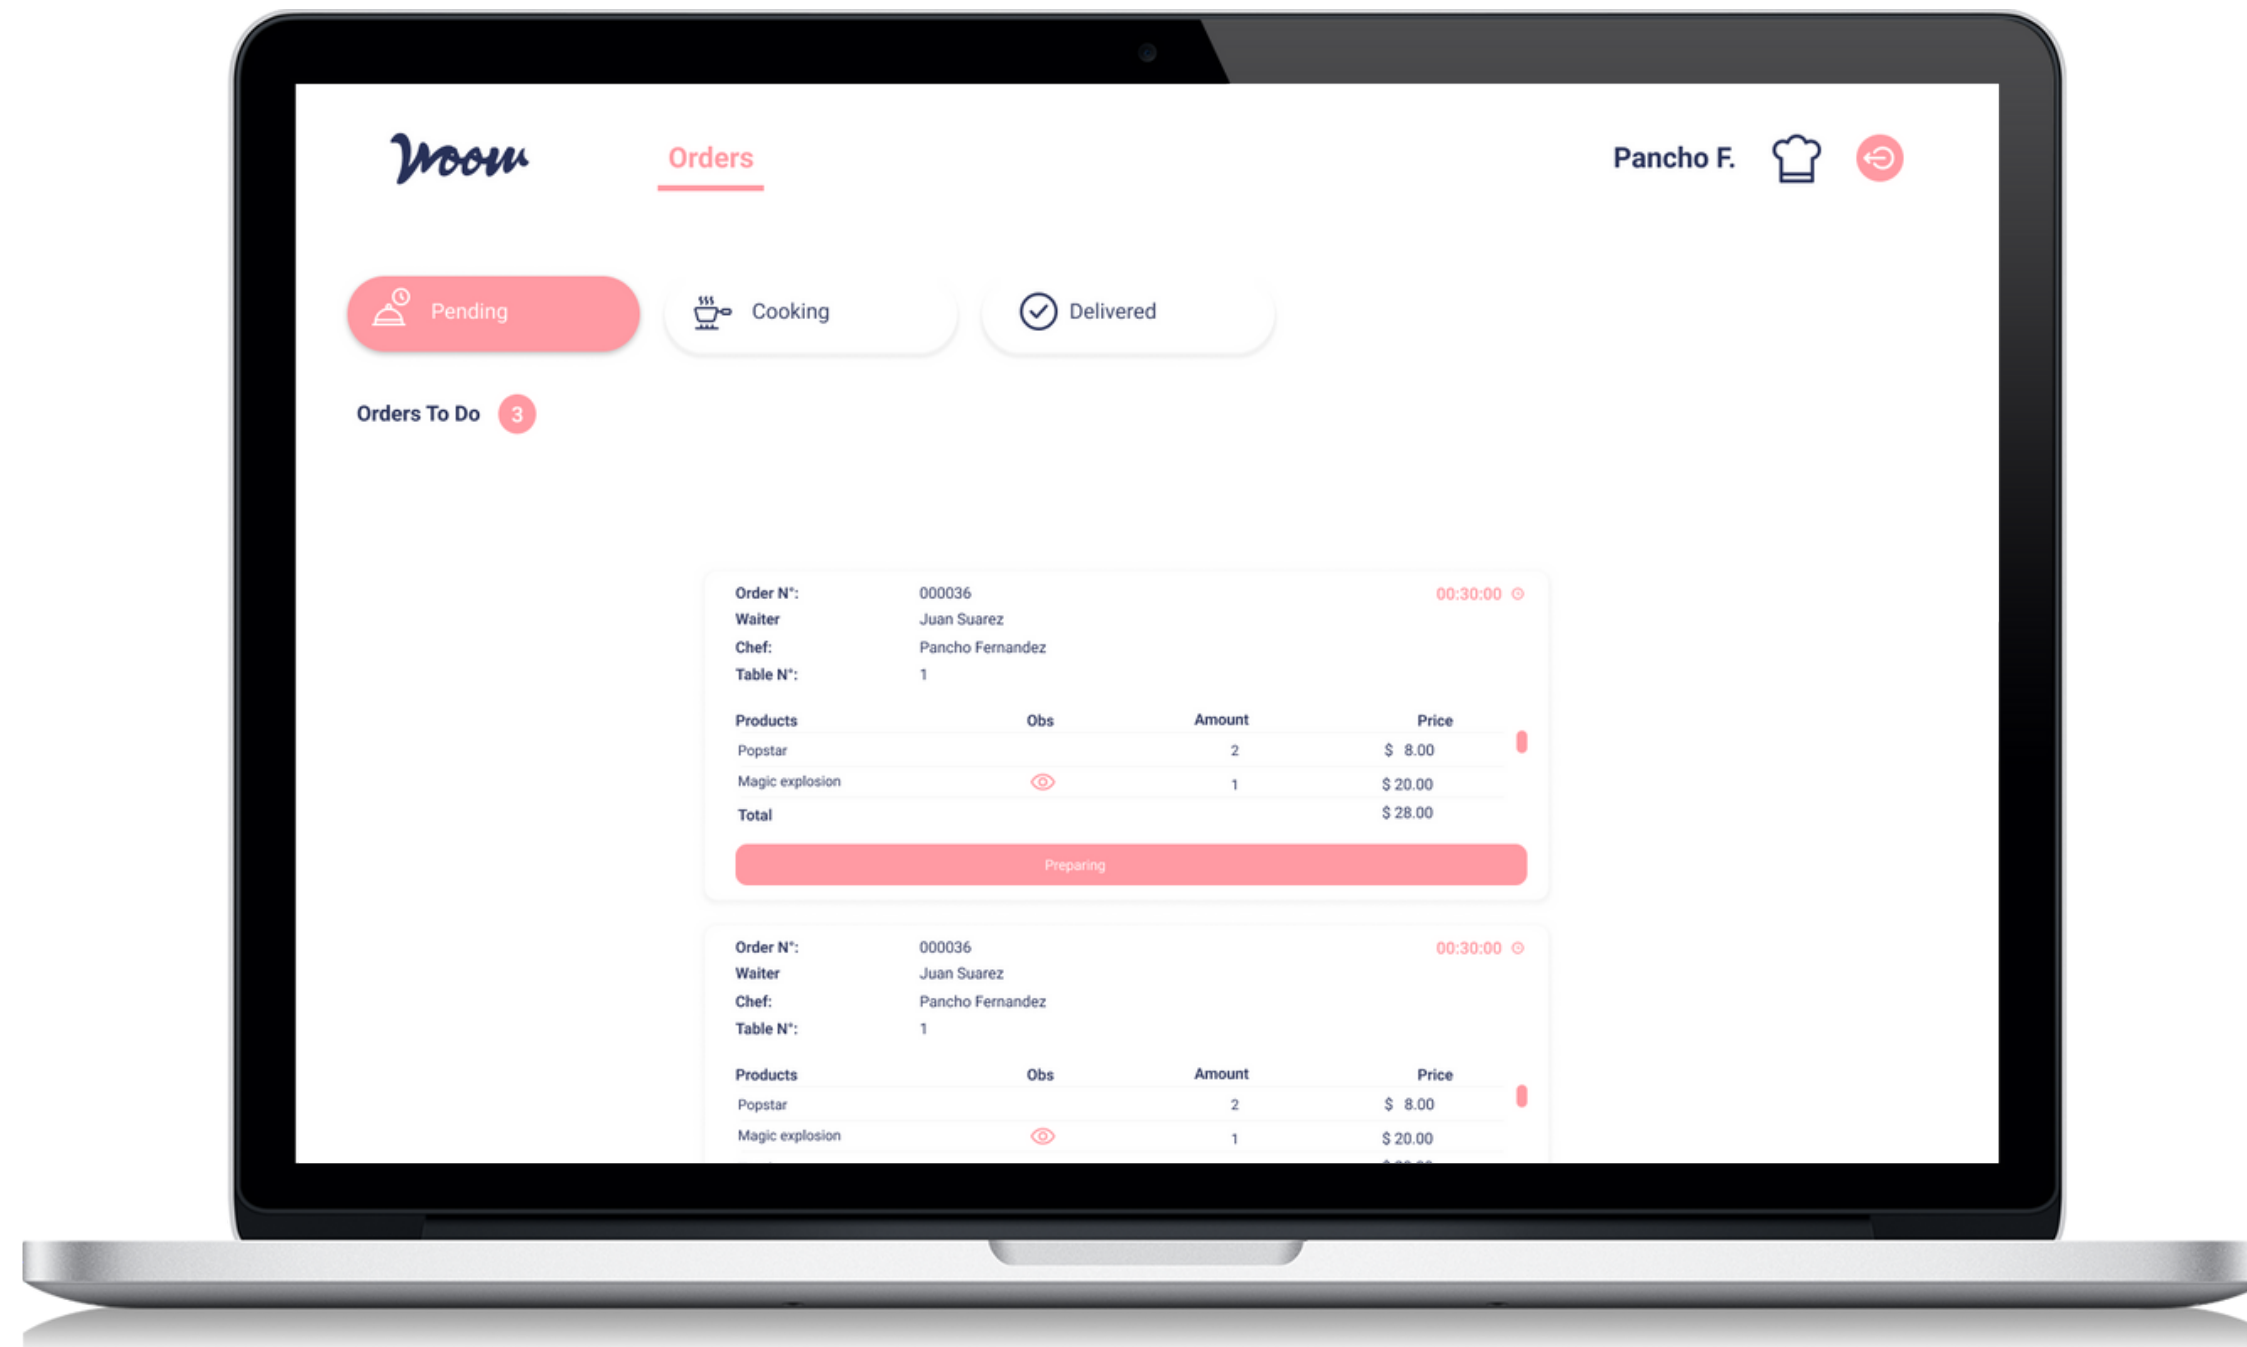 Woow Orders Pancho F.
Pending Cooking Delivered
Orders To Do 3
Order N°: 000036 00:30:00
Waiter Juan Suarez
Chef: Pancho Fernandez
Table N°: 1
Products Obs Amount Price
Popstar 2 $ 8.00
Magic explosion 1 $ 20.00
Total $ 28.00
Preparing
Order N°: 000036 00:30:00
Waiter Juan Suarez
Chef: Pancho Fernandez
Table N°: 1
Products Obs Amount Price
Popstar 2 $ 8.00
Magic explosion 1 $ 20.00